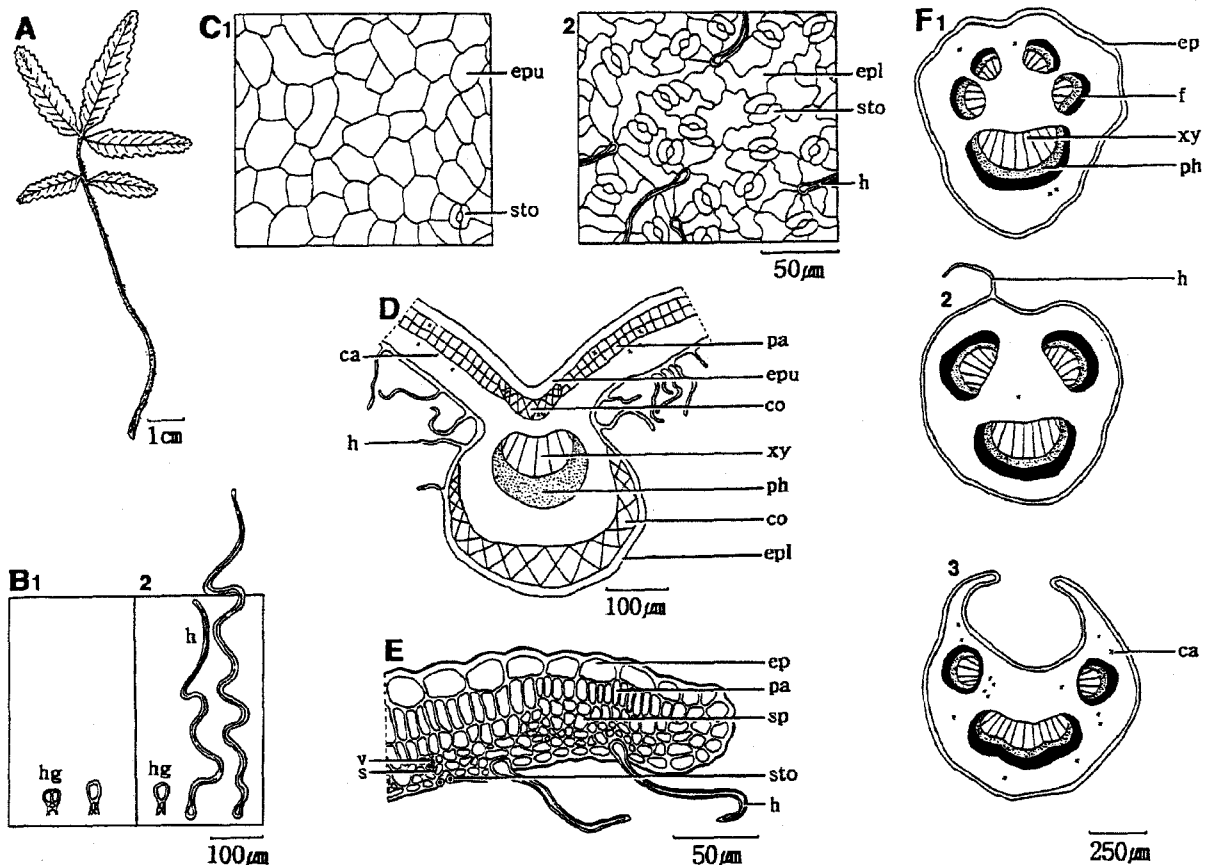 A
1cm
B1
2
h
hg
hg
100㎛
C1
epu
sto
2
epl
sto
h
50㎛
D
ca
h
pa
epu
co
xy
ph
co
epl
100㎛
E
v
s
ep
pa
sp
sto
h
50㎛
F1
ep
f
xy
ph
2
h
3
ca
250㎛